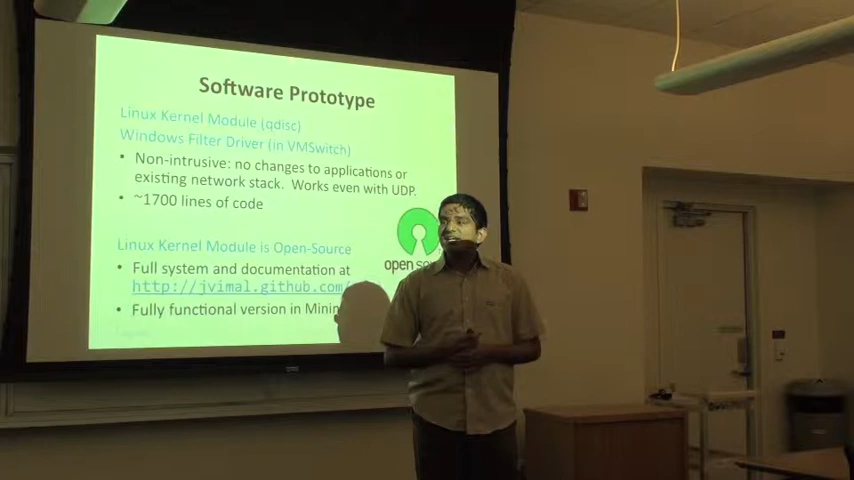 Software Prototype
Linux Kernel Module (qdisc)
Windows Filter Driver (in VMSwitch)
• Non-intrusive: no changes to applications or
existing network stack. Works even with UDP.
• ~1700 lines of code
Linux Kernel Module is Open-Source
open
• Full system and documentation at
http://jvimal.github.com/
• Fully functional version in